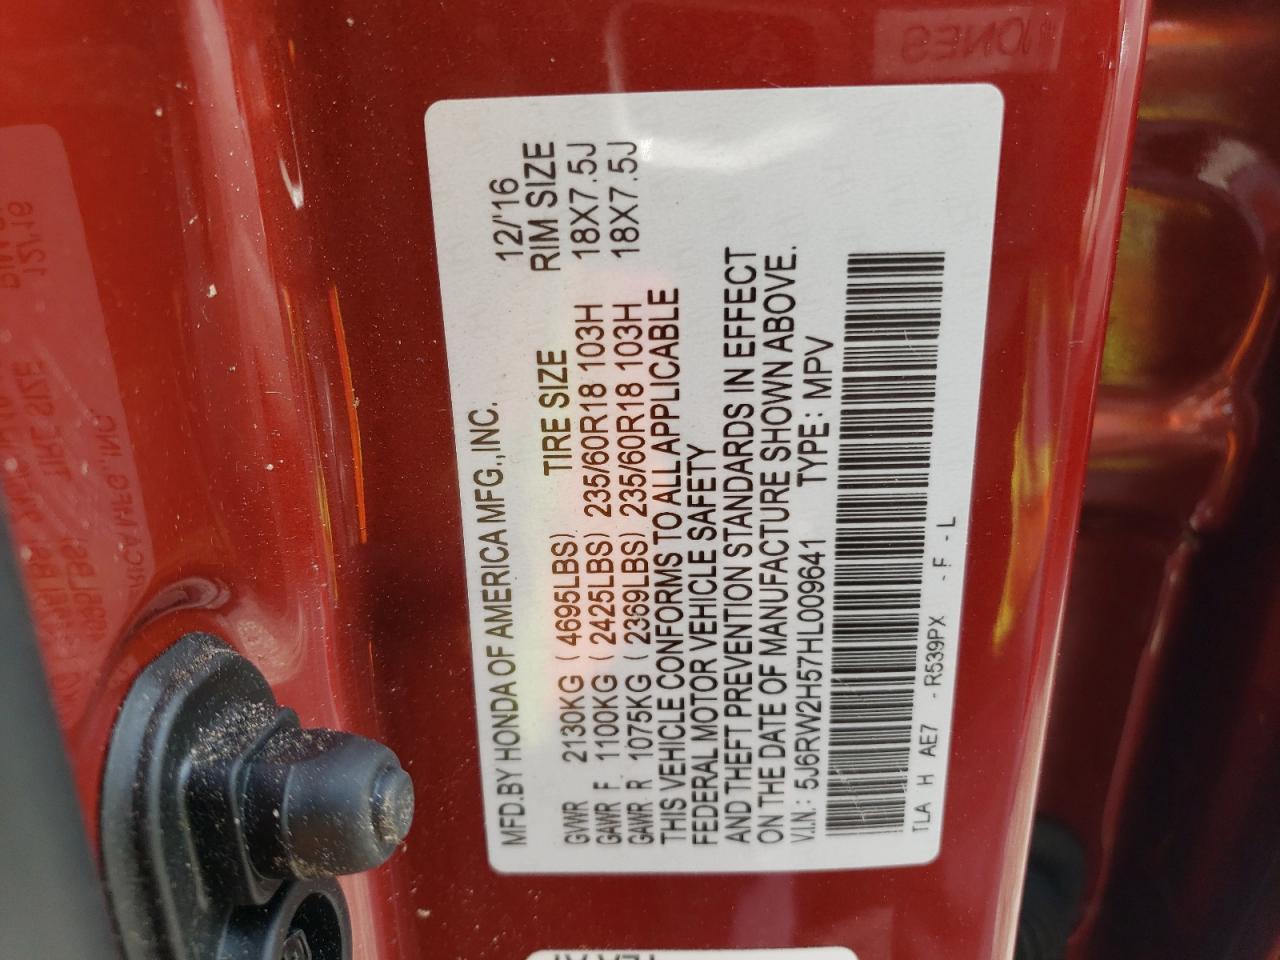 MFD.BY HONDA OF AMERICA MFG.,INC. 12/'16
TIRE SIZE RIM SIZE
GVWR 2130KG ( 4695LBS)
GAWR F 1100KG ( 2425LBS) 235/60R18 103H 18X7.5J
GAWR R 1075KG ( 2369LBS) 235/60R18 103H 18X7.5J
THIS VEHICLE CONFORMS TO ALL APPLICABLE
FEDERAL MOTOR VEHICLE SAFETY
AND THEFT PREVENTION STANDARDS IN EFFECT
ON THE DATE OF MANUFACTURE SHOWN ABOVE.
V.I.N.: 5J6RW2H57HL009641 TYPE: MPV
TLA H AE7 - R539PX - F - L